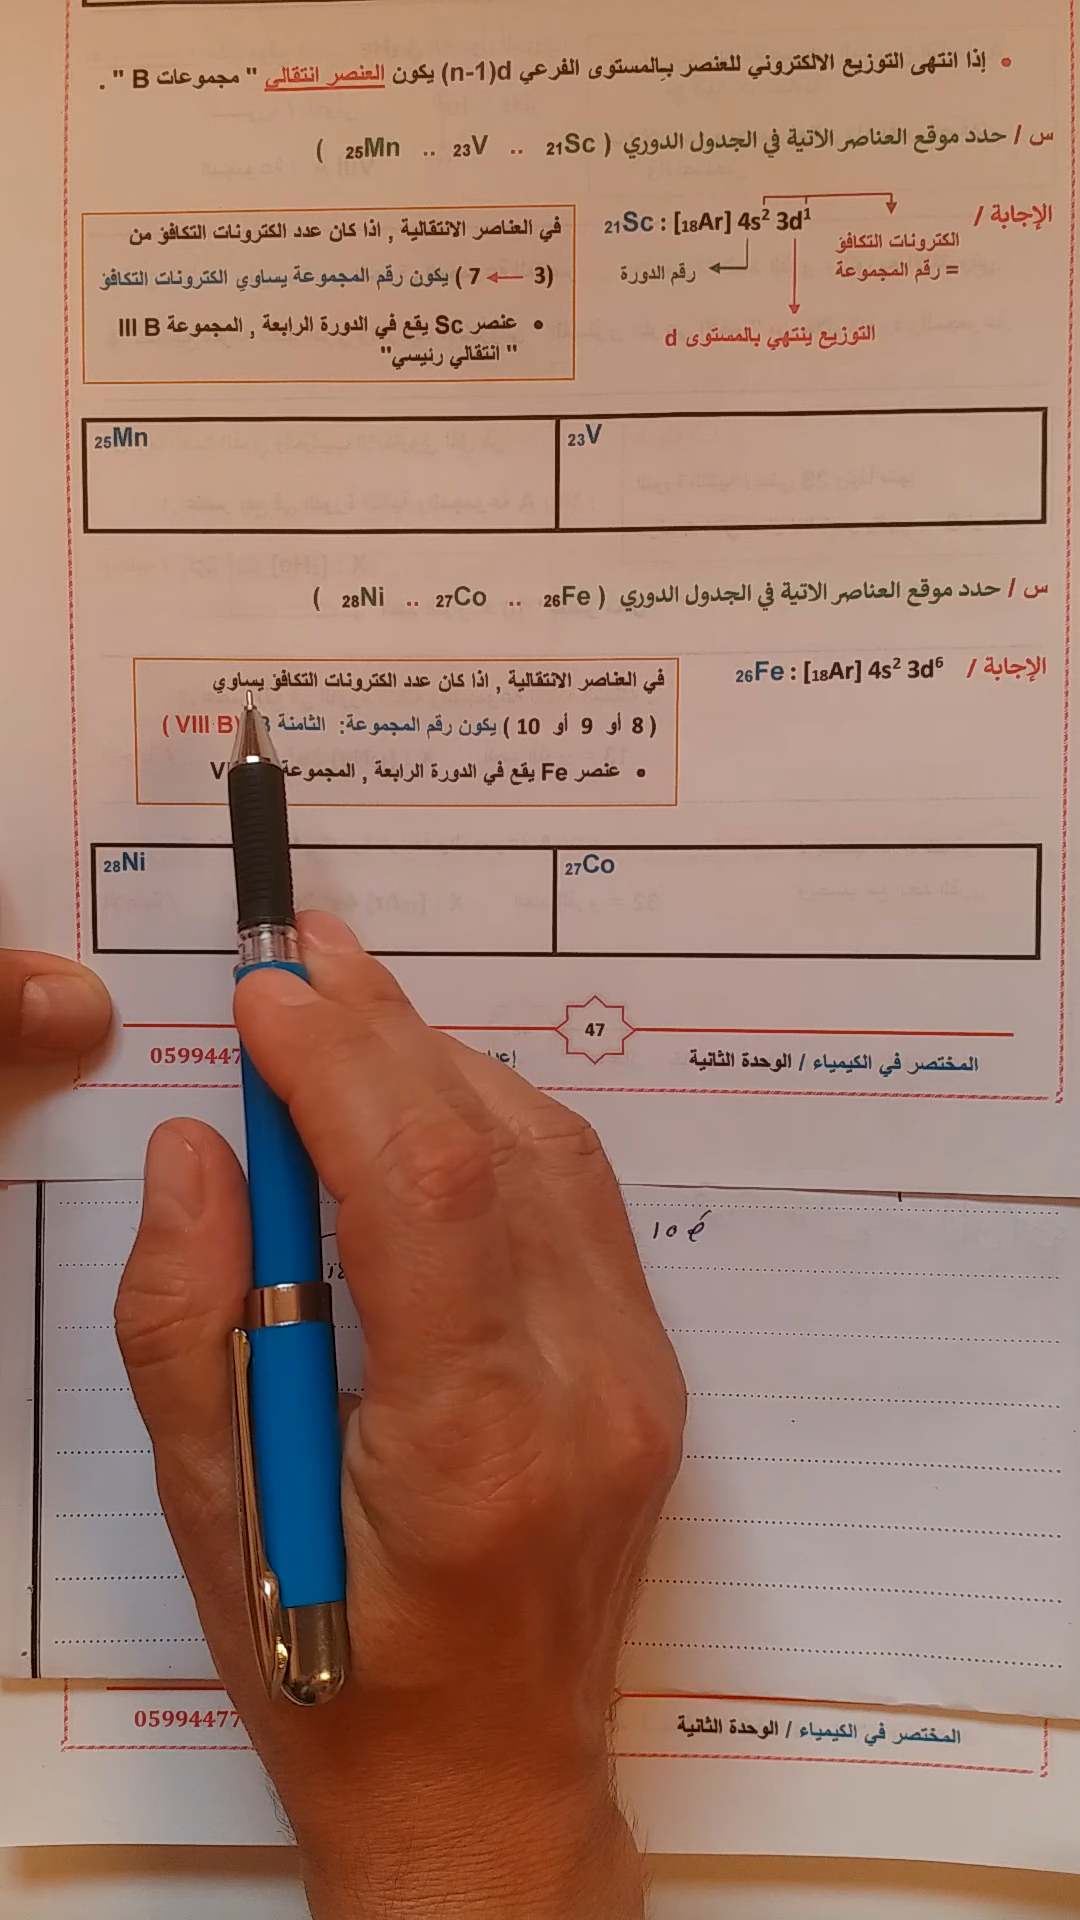 • إذا انتهى التوزيع الالكتروني للعنصر بالمستوى الفرعي (n-1)d يكون العنصر انتقالي " مجموعات B " .
س / حدد موقع العناصر الاتية في الجدول الدوري ( 21Sc .. 23V .. 25Mn )
الإجابة /
21Sc : [18Ar] 4s² 3d¹
الكترونات التكافؤ
= رقم المجموعة
رقم الدورة
التوزيع ينتهي بالمستوى d
في العناصر الانتقالية , اذا كان عدد الكترونات التكافؤ من
(3 → 7 ) يكون رقم المجموعة يساوي الكترونات التكافؤ
• عنصر Sc يقع في الدورة الرابعة , المجموعة III B
" انتقالي رئيسي"
23V
25Mn
س / حدد موقع العناصر الاتية في الجدول الدوري ( 26Fe .. 27Co .. 28Ni )
الإجابة / 26Fe : [18Ar] 4s² 3d⁶
في العناصر الانتقالية , اذا كان عدد الكترونات التكافؤ يساوي
( 8 أو 9 أو 10 ) يكون رقم المجموعة: الثامنة (VIII B )
• عنصر Fe يقع في الدورة الرابعة , المجموعة
27Co
28Ni
47
المختصر في الكيمياء / الوحدة الثانية
0599447
10 é
المختصر في الكيمياء / الوحدة الثانية
05994477